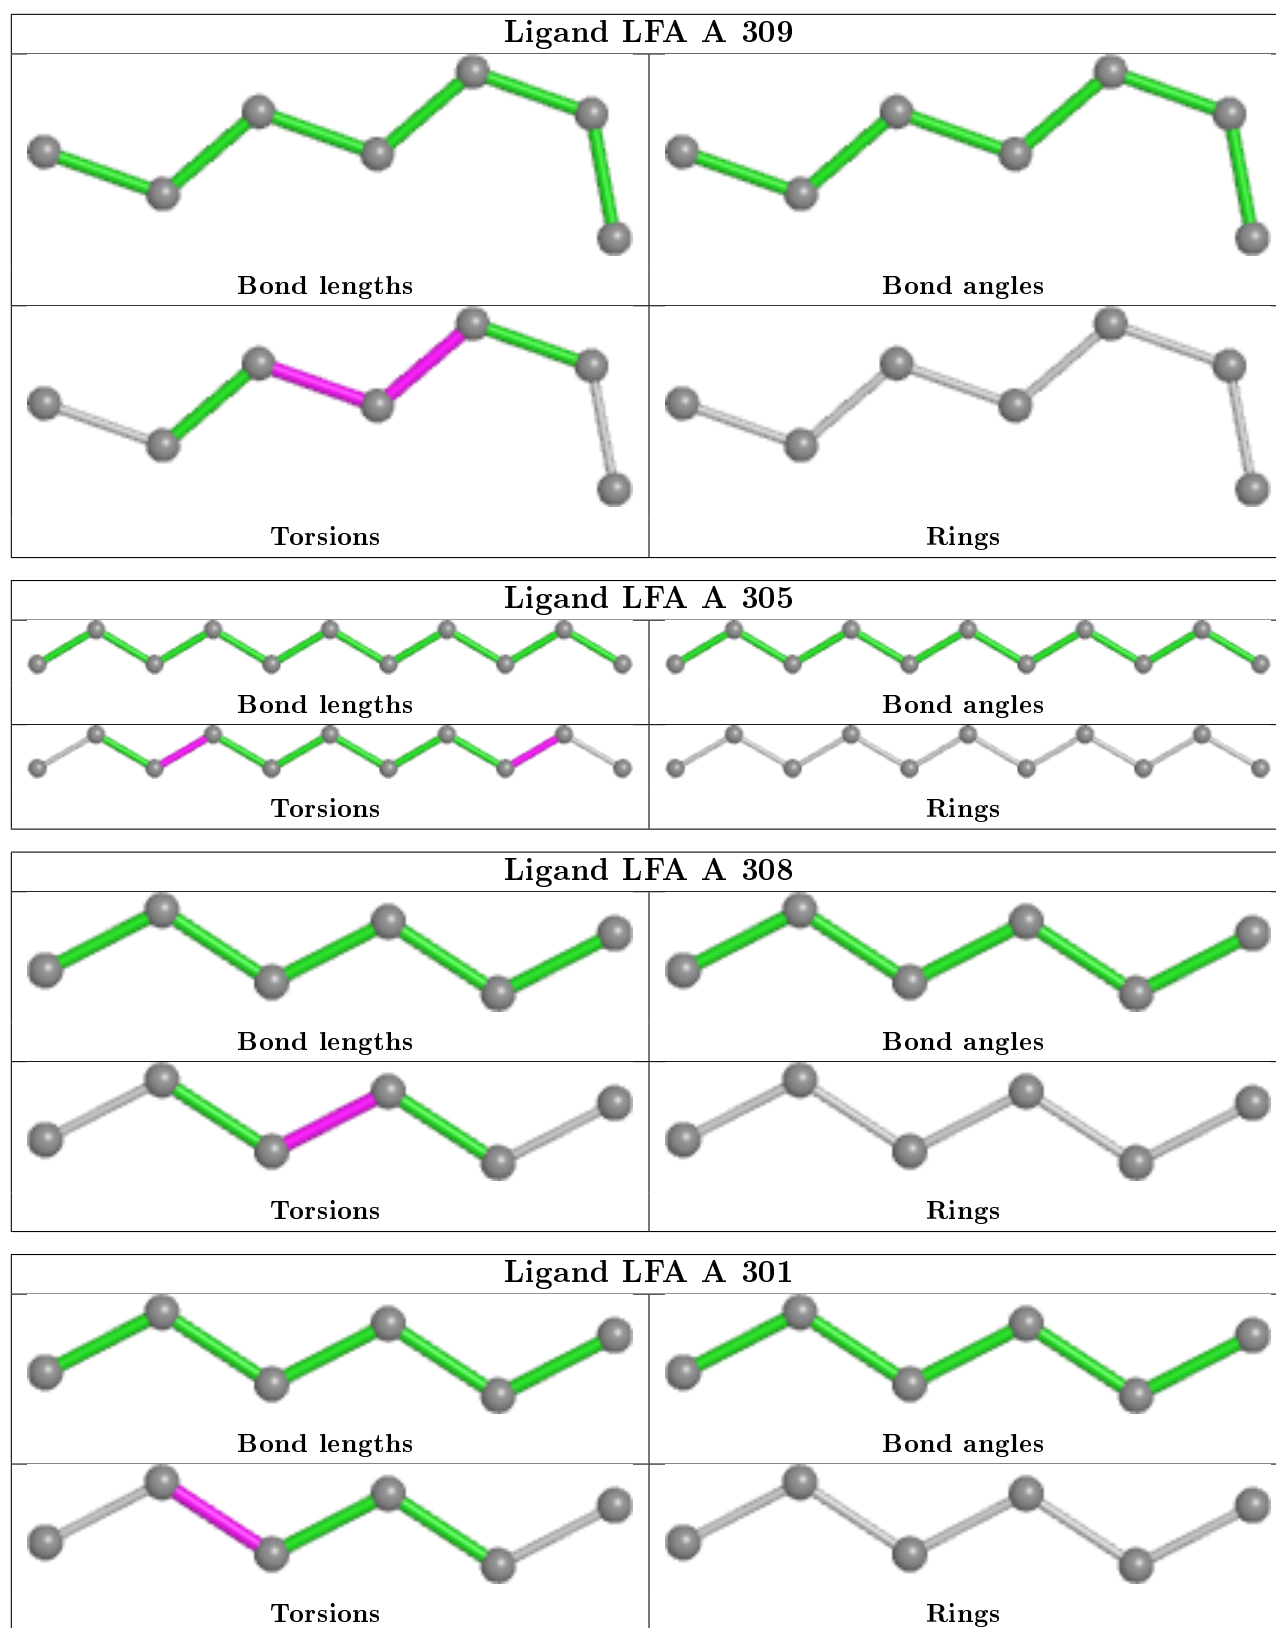 Ligand LFA A 309
Bond lengths
Bond angles
Torsions
Rings
Ligand LFA A 305
Bond lengths
Bond angles
Torsions
Rings
Ligand LFA A 308
Bond lengths
Bond angles
Torsions
Rings
Ligand LFA A 301
Bond lengths
Bond angles
Torsions
Rings